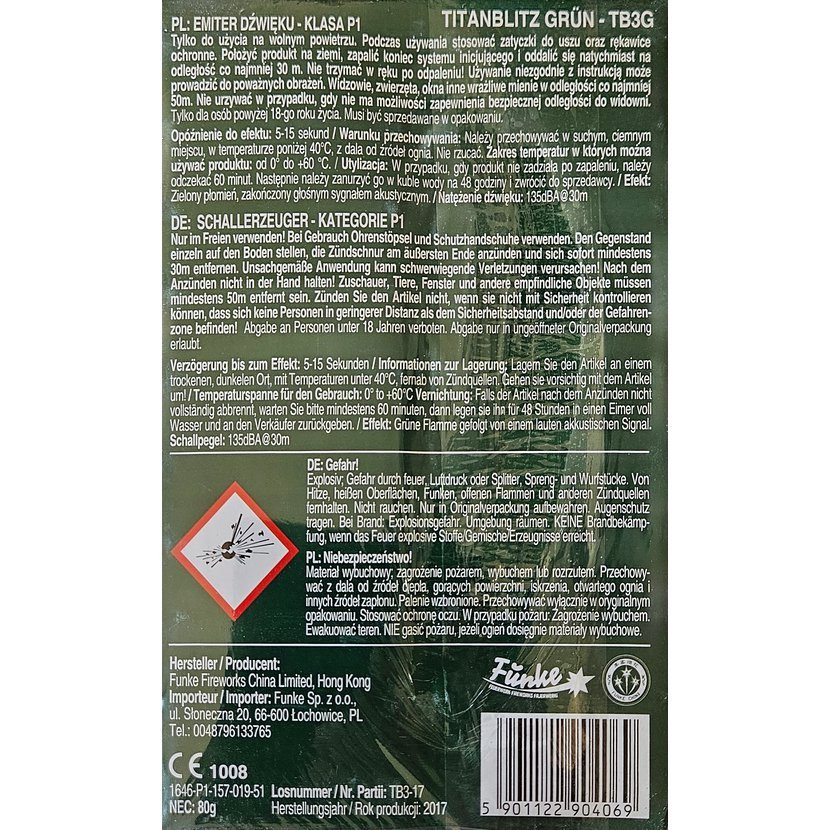 PL: EMITER DŹWIĘKU - KLASA P1
TITANBLITZ GRÜN - TB3G
Tylko do użycia na wolnym powietrzu. Podczas używania stosować zatyczki do uszu oraz rękawice
ochronne. Położyć produkt na ziemi, zapalić koniec systemu inicjującego i oddalić się natychmiast na
odległość co najmniej 30 m. Nie trzymać w ręku po odpaleniu! Używanie niezgodnie z instrukcją może
prowadzić do poważnych obrażeń. Widzowie, zwierzęta, okna inne wrażliwe mienie w odległości co najmniej
50m. Nie urzywać w przypadku, gdy nie ma możliwości zapewnienia bezpiecznej odległości do widowni.
Tylko dla osób powyżej 18-go roku życia. Musi być sprzedawane w opakowaniu.
Opóźnienie do efektu: 5-15 sekund / Warunku przechowywania: Należy przechowywać w suchym, ciemnym
miejscu, w temperaturze poniżej 40°C, z dala od źródeł ognia. Nie rzucać. Zakres temperatur w których można
używać produktu: od 0° do +60 °C. / Utylizacja: W przypadku, gdy produkt nie zadziała po zapaleniu, należy
odczekać 60 minut. Następnie należy zanurzyć go w kuble wody na 48 godziny i zwrócić do sprzedawcy. / Efekt:
Zielony płomień, zakończony głośnym sygnałem akustycznym. / Natężenie dźwięku: 135dBA@30m
DE: SCHALLERZEUGER - KATEGORIE P1
Nur im Freien verwenden! Bei Gebrauch Ohrenstöpsel und Schutzhandschuhe verwenden. Den Gegenstand
einzeln auf den Boden stellen, die Zündschnur am äußersten Ende anzünden und sich sofort mindestens
30m entfernen. Unsachgemäße Anwendung kann schwerwiegende Verletzungen verursachen! Nach dem
Anzünden nicht in der Hand halten! Zuschauer, Tiere, Fenster und andere empfindliche Objekte müssen
mindestens 50m entfernt sein. Zünden Sie den Artikel nicht, wenn sie nicht mit Sicherheit kontrollieren
können, dass sich keine Personen in geringerer Distanz als dem Sicherheitsabstand und/oder der Gefahren-
zone befinden! Abgabe an Personen unter 18 Jahren verboten. Abgabe nur in ungeöffneter Originalverpackung
erlaubt.
Verzögerung bis zum Effekt: 5-15 Sekunden / Informationen zur Lagerung: Lagern Sie den Artikel an einem
trockenen, dunkelen Ort, mit Temperaturen unter 40°C, fernab von Zündquellen. Gehen sie vorsichtig mit dem Artikel
um! / Temperaturspanne für den Gebrauch: 0° to +60°C Vernichtung: Falls der Artikel nach dem Anzünden nicht
vollständig abbrennt, warten Sie bitte mindestens 60 minuten, dann legen sie ihn für 48 Stunden in einen Eimer voll
Wasser und an den Verkäufer zurückgeben. / Effekt: Grüne Flamme gefolgt von einem lauten akkustischen Signal.
Schallpegel: 135dBA@30m
DE: Gefahr!
Explosiv; Gefahr durch feuer, Luftdruck oder Splitter, Spreng- und Wurfstücke. Von
Hitze, heißen Oberflächen, Funken, offenen Flammen und anderen Zündquellen
fernhalten. Nicht rauchen. Nur in Originalverpackung aufbewahren. Augenschutz
tragen. Bei Brand: Explosionsgefahr. Umgebung räumen. KEINE Brandbekämp-
fung, wenn das Feuer explosive Stoffe/Gemische/Erzeugnisse erreicht.
PL: Niebezpieczeństwo!
Materiał wybuchowy; zagrożenie pożarem, wybuchem lub rozrzutem. Przechowy-
wać z dala od źródeł ciepła, gorących powierzchni, iskrzenia, otwartego ognia i
innych źródeł zapłonu. Palenie wzbronione. Przechowywać wyłącznie w oryginalnym
opakowaniu. Stosować ochronę oczu. W przypadku pożaru: Zagrożenie wybuchem.
Ewakuować teren. NIE gasić pożaru, jeżeli ogień dosięgnie materiały wybuchowe.
Hersteller / Producent:
Funke Fireworks China Limited, Hong Kong
Importeur / Importer: Funke Sp. z o.o.,
ul. Słoneczna 20, 66-600 Lochowice, PL
Tel.: 0048796133765
Funke
FEUERWERK FIREWORKS FAJERWERKI
CE 1008
1646-P1-157-019-51
NEC: 80g
Losnummer / Nr. Partii: TB3-17
Herstellungsjahr / Rok produkcji: 2017
5 901122 904069